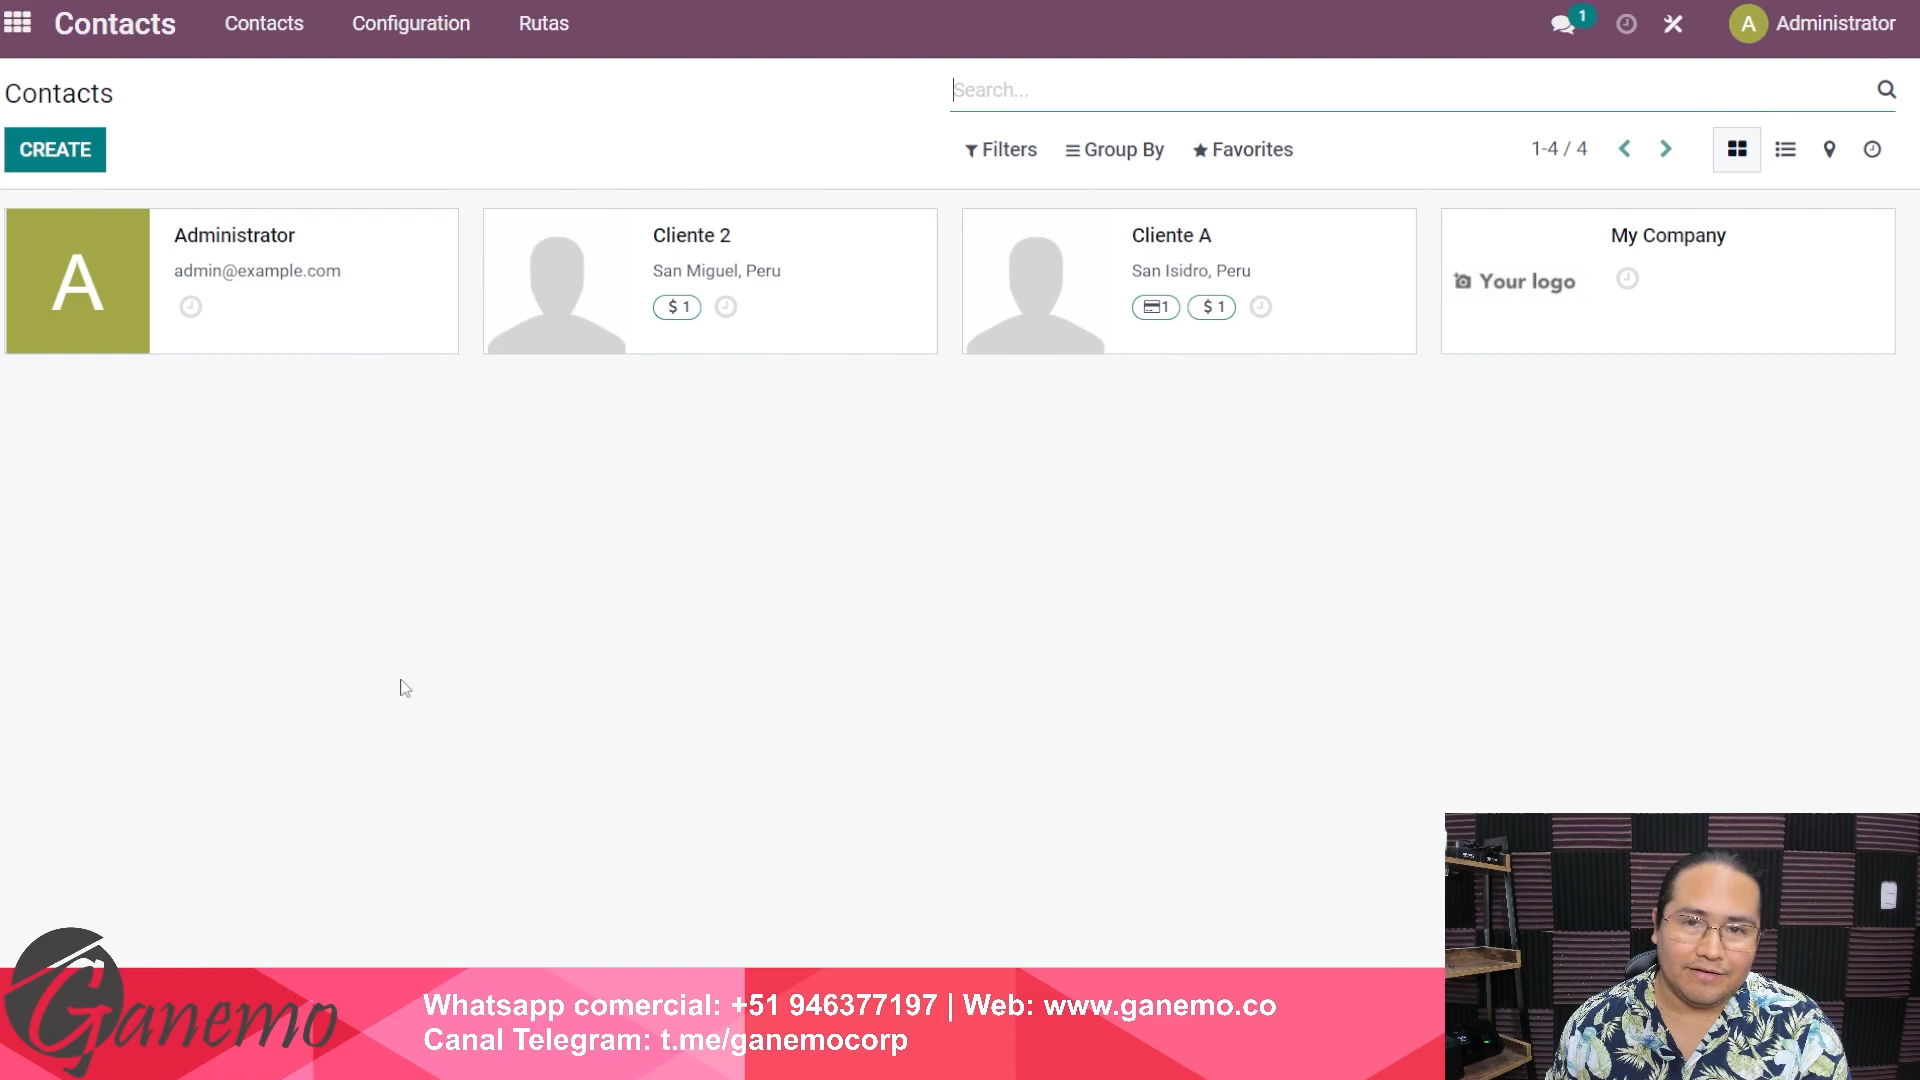 Contacts Contacts Configuration Rutas 1 A Administrator
Contacts
Search...
CREATE
Filters Group By Favorites 1-4 / 4
A
Administrator
admin@example.com
Cliente 2
San Miguel, Peru
$ 1
Cliente A
San Isidro, Peru
1 $ 1
My Company
Your logo
Ganemo
Whatsapp comercial: +51 946377197 | Web: www.ganemo.co
Canal Telegram: t.me/ganemocorp